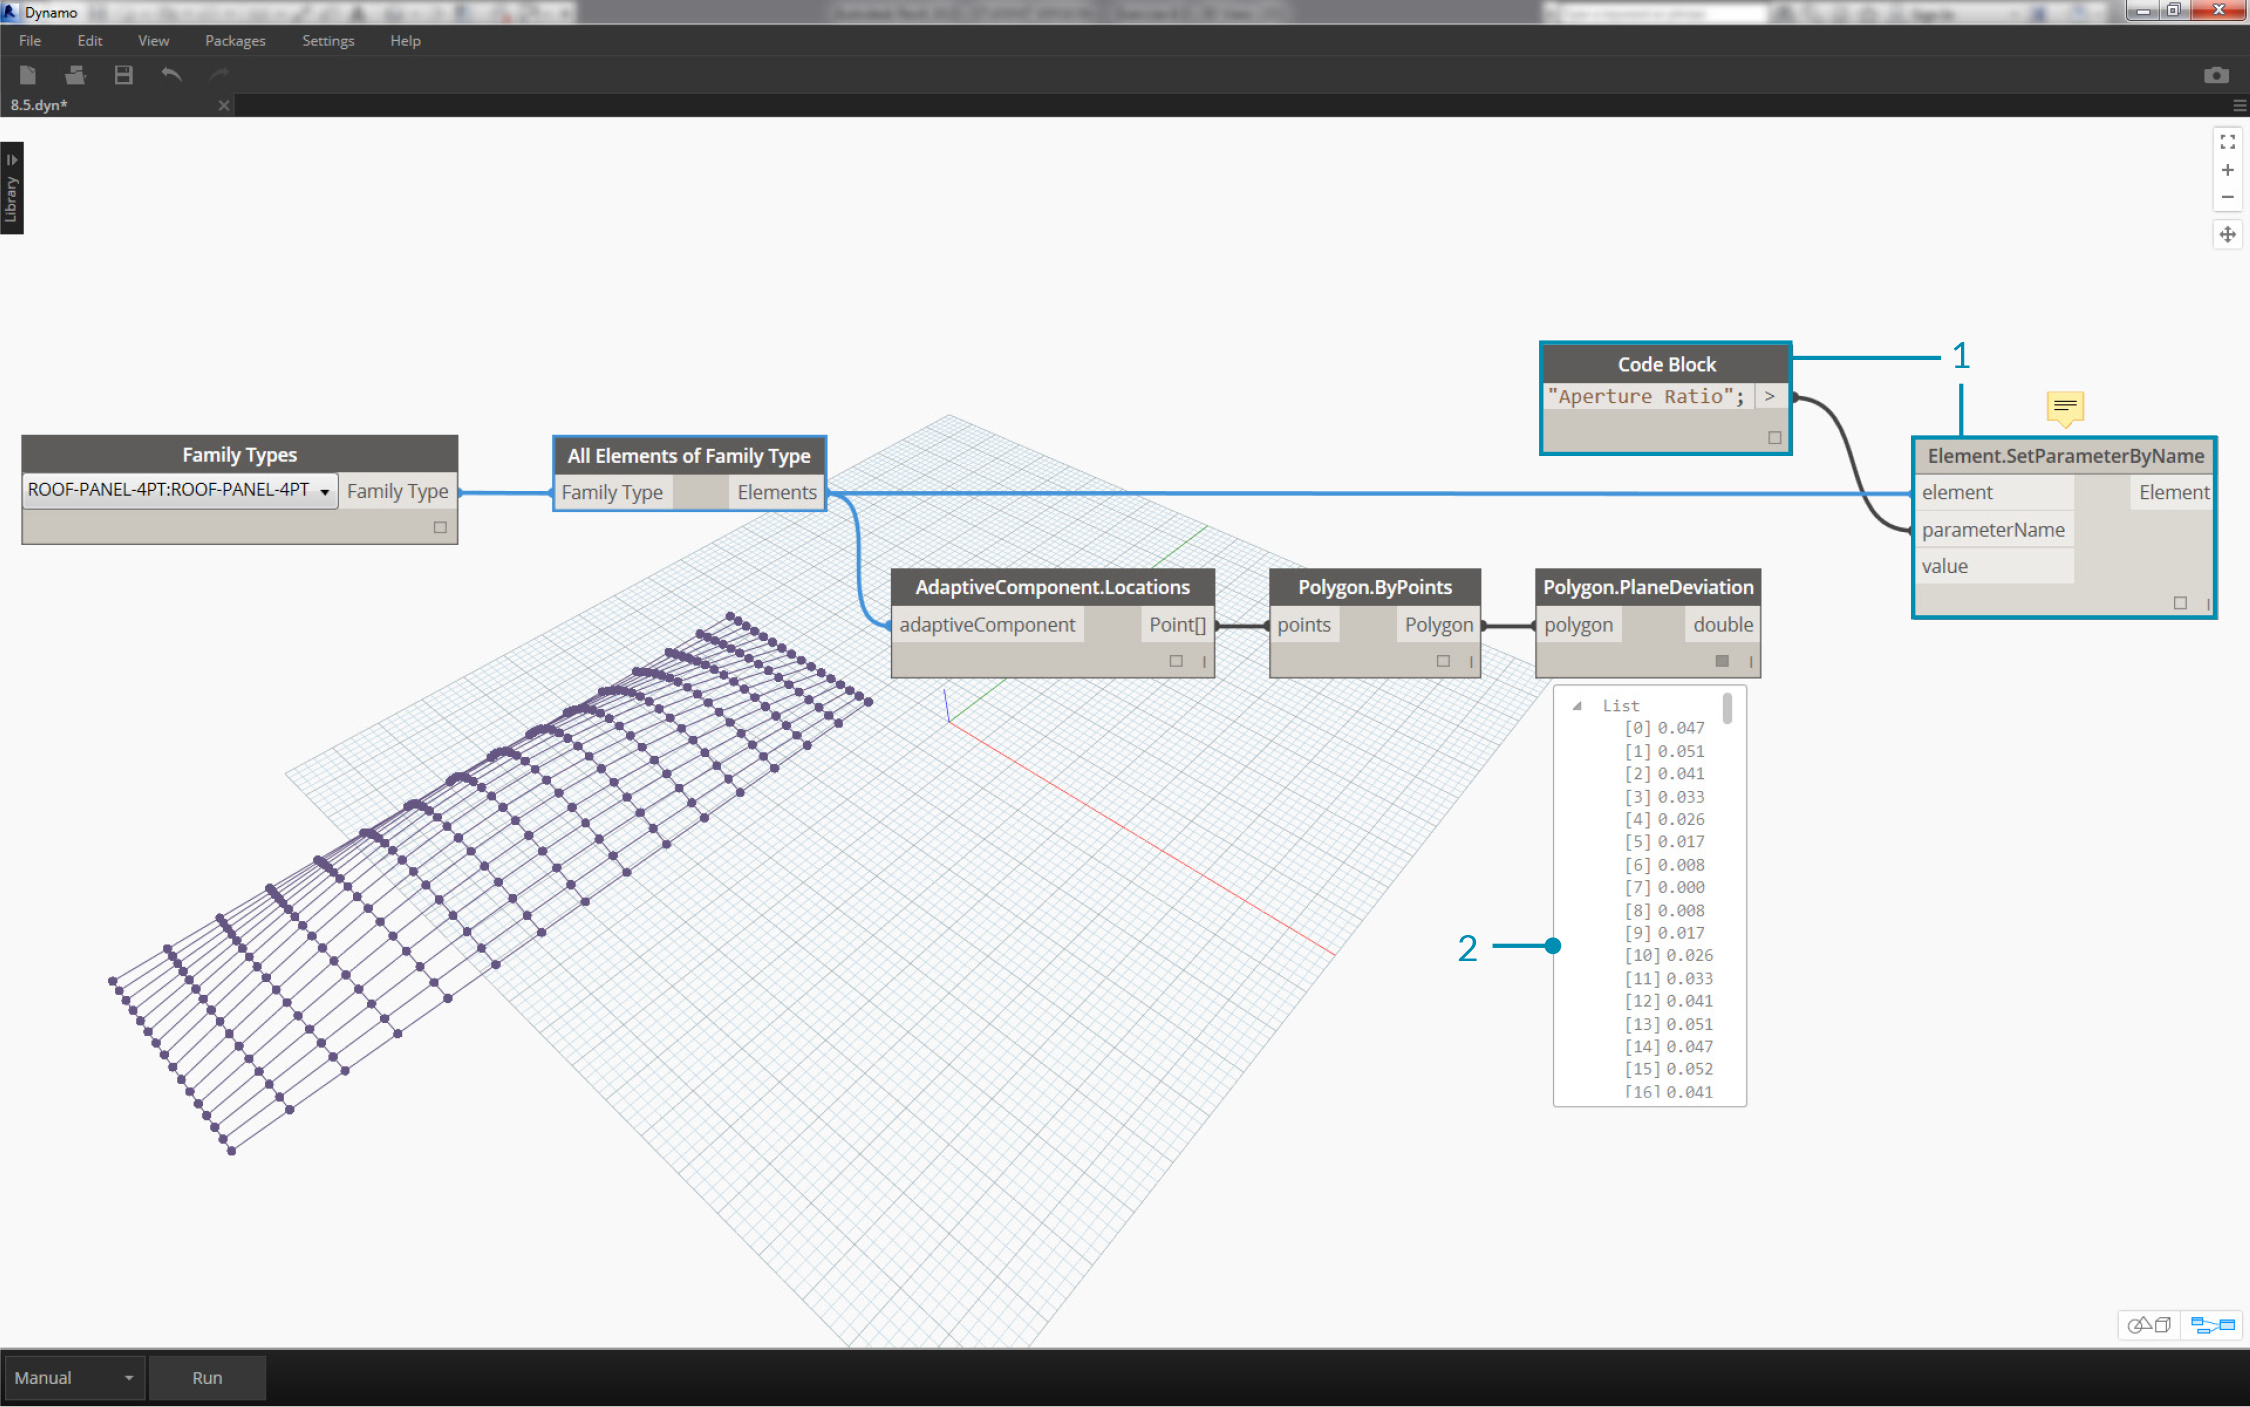 Dynamo
File Edit View Packages Settings Help
8.5.dyn*
Library
Code Block
"Aperture Ratio"; >
1
Family Types
ROOF-PANEL-4PT:ROOF-PANEL-4PT Family Type
All Elements of Family Type
Family Type Elements
Element.SetParameterByName
element Element
parameterName
value
AdaptiveComponent.Locations
adaptiveComponent Point[]
Polygon.ByPoints
points Polygon
Polygon.PlaneDeviation
polygon double
List
[0] 0.047
[1] 0.051
[2] 0.041
[3] 0.033
[4] 0.026
[5] 0.017
[6] 0.008
[7] 0.000
[8] 0.008
[9] 0.017
2
[10] 0.026
[11] 0.033
[12] 0.041
[13] 0.051
[14] 0.047
[15] 0.052
[16] 0.041
Manual Run